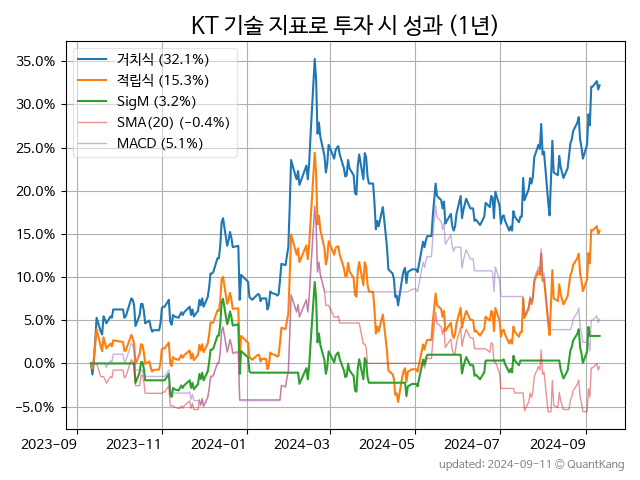 KT 기술 지표로 투자 시 성과 (1년)
거치식 (32.1%)
적립식 (15.3%)
SigM (3.2%)
SMA(20) (−0.4%)
MACD (5.1%)
35.0%
30.0%
25.0%
20.0%
15.0%
10.0%
5.0%
0.0%
−5.0%
2023-09 2023-11 2024-01 2024-03 2024-05 2024-07 2024-09
updated: 2024-09-11 © QuantKang